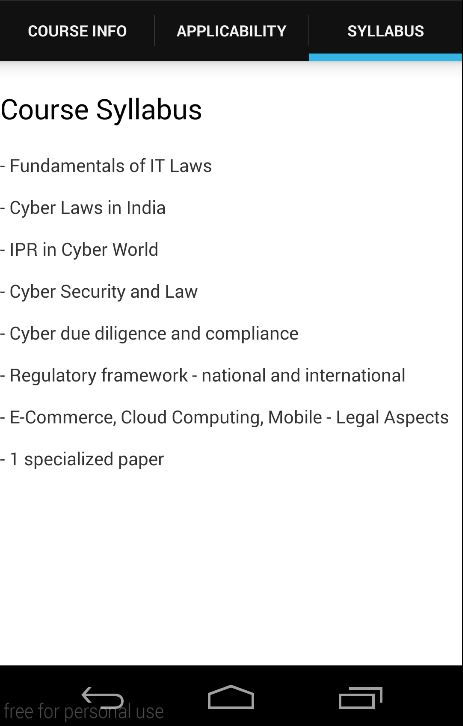 COURSE INFO APPLICABILITY SYLLABUS
Course Syllabus
- Fundamentals of IT Laws
- Cyber Laws in India
- IPR in Cyber World
- Cyber Security and Law
- Cyber due diligence and compliance
- Regulatory framework - national and international
- E-Commerce, Cloud Computing, Mobile - Legal Aspects
- 1 specialized paper
free for personal use